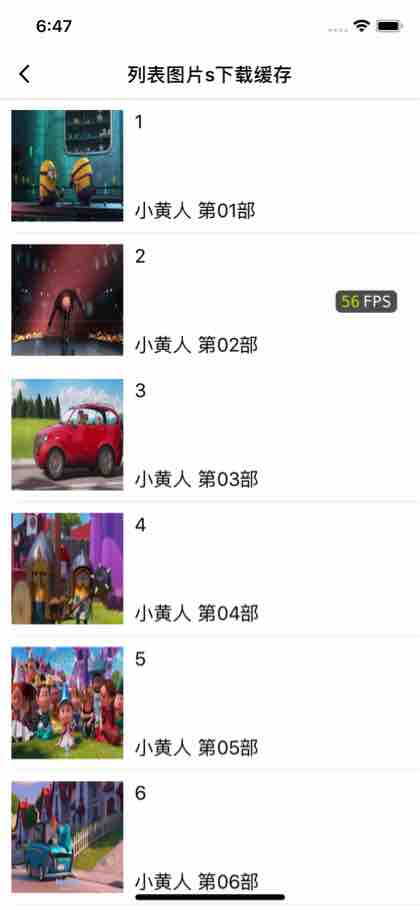 6:47
列表图片s下载缓存
1
小黄人 第01部
2
56 FPS
小黄人 第02部
3
小黄人 第03部
4
小黄人 第04部
5
小黄人 第05部
6
小黄人 第06部